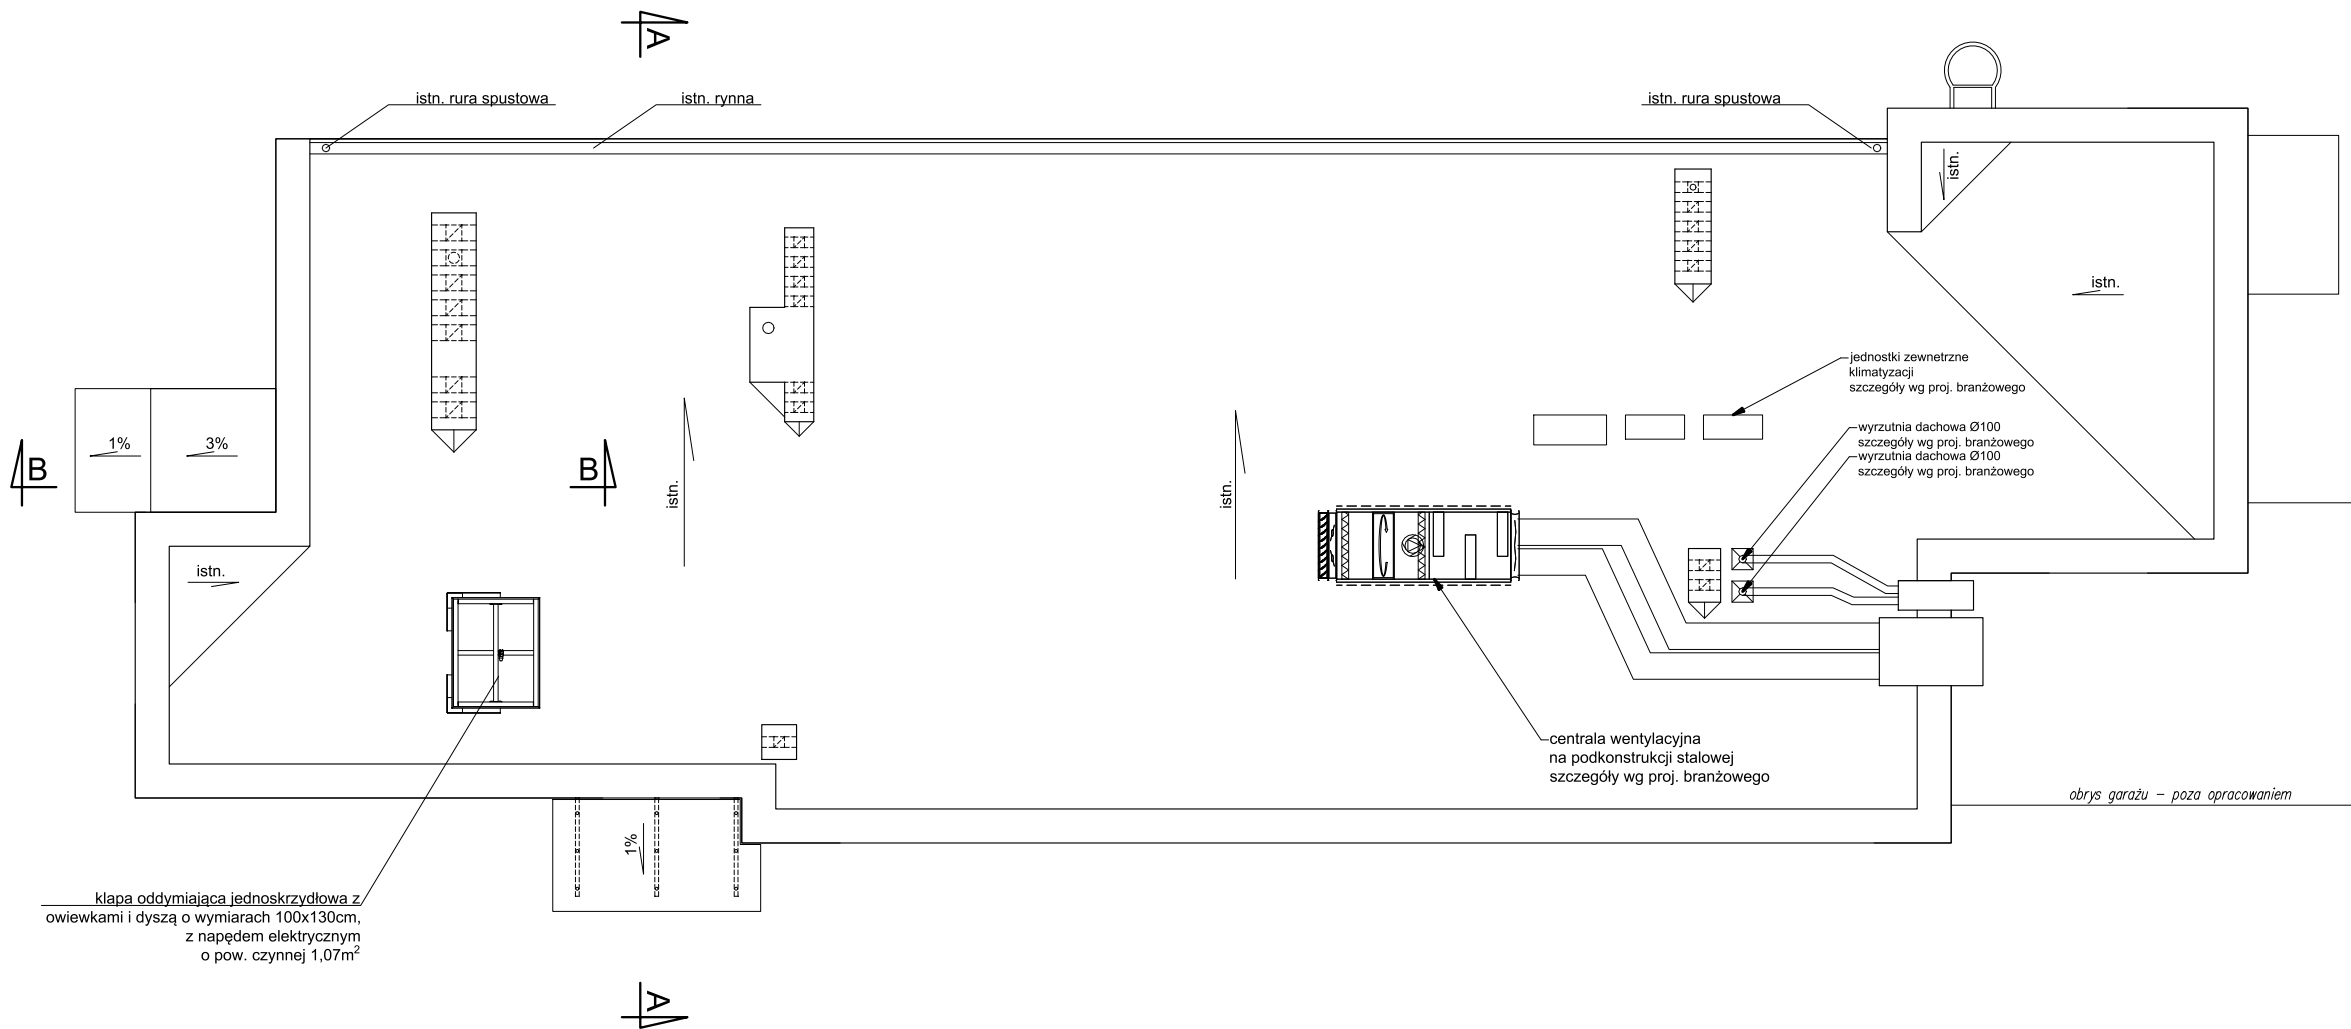 A
istn. rura spustowa
istn. rynna
istn. rura spustowa
istn.
istn.
jednostki zewnetrzne
klimatyzacji
szczegóły wg proj. branżowego
wyrzutnia dachowa Ø100
szczegóły wg proj. branżowego
wyrzutnia dachowa Ø100
szczegóły wg proj. branżowego
1%
3%
B
B
istn.
istn.
istn.
centrala wentylacyjna
na podkonstrukcji stalowej
szczegóły wg proj. branżowego
obrys garażu – poza opracowaniem
1%
klapa oddymiająca jednoskrzydłowa z
owiewkami i dyszą o wymiarach 100x130cm,
z napędem elektrycznym
o pow. czynnej 1,07m²
A